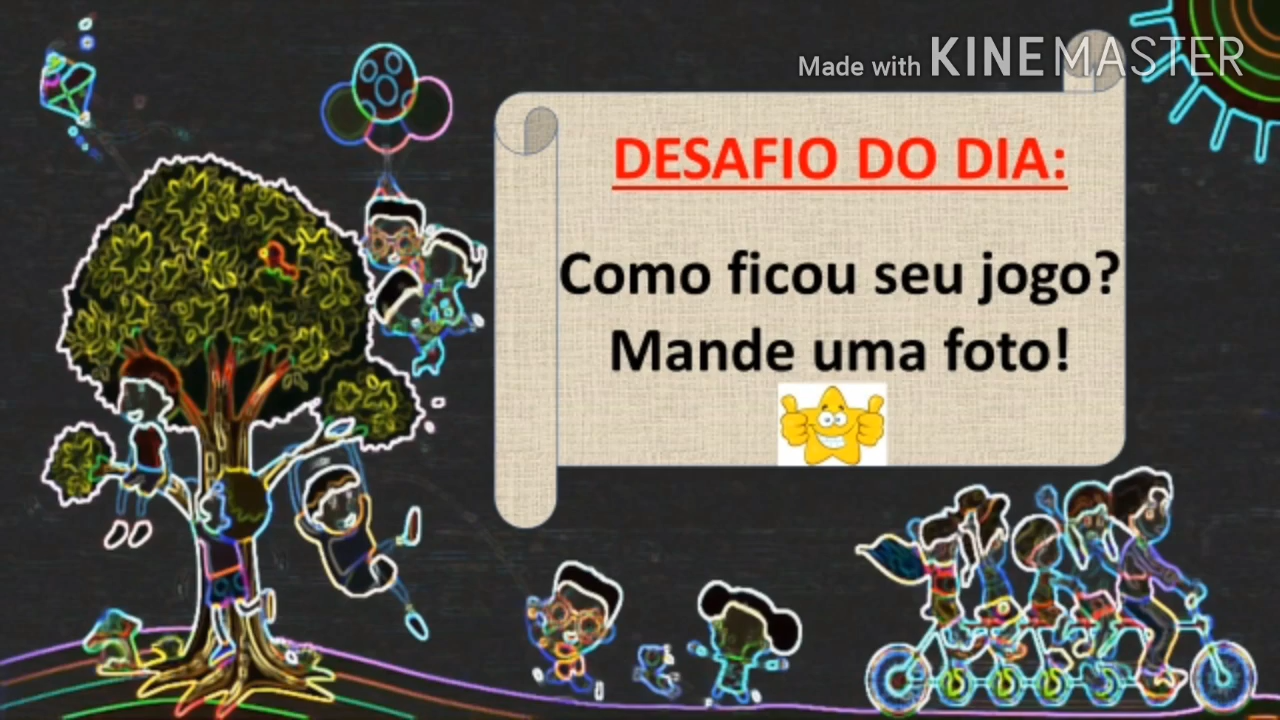 Made with KINEMASTER
DESAFIO DO DIA:
Como ficou seu jogo?
Mande uma foto!